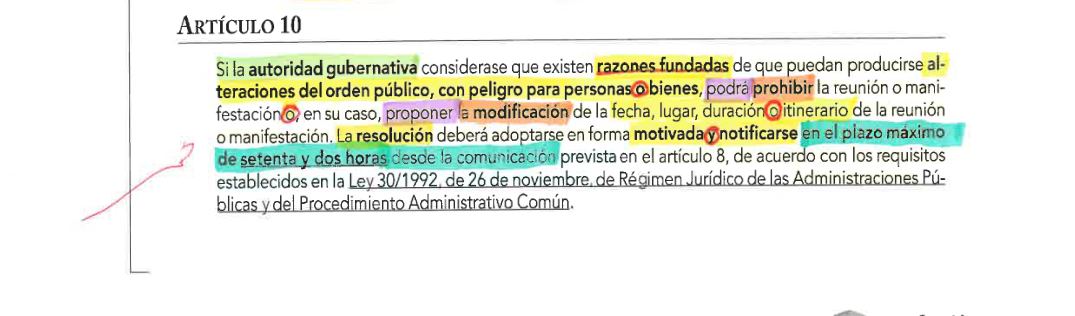 ARTÍCULO 10
Si la autoridad gubernativa considerase que existen razones fundadas de que puedan producirse al-
teraciones del orden público, con peligro para personas o bienes, podrá prohibir la reunión o mani-
festación o, en su caso, proponer la modificación de la fecha, lugar, duración o itinerario de la reunión
o manifestación. La resolución deberá adoptarse en forma motivada y notificarse en el plazo máximo
de setenta y dos horas desde la comunicación prevista en el artículo 8, de acuerdo con los requisitos
establecidos en la Ley 30/1992, de 26 de noviembre, de Régimen Jurídico de las Administraciones Pú-
blicas y del Procedimiento Administrativo Común.